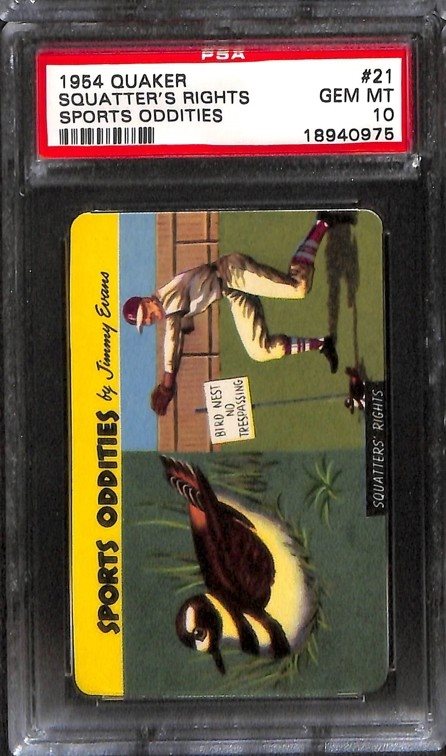 PSA
1954 QUAKER #21
SQUATTER'S RIGHTS GEM MT
SPORTS ODDITIES 10
18940975
SPORTS ODDITIES by Jimmy Evans
BIRD NEST
NO
TRESPASSING
SQUATTERS' RIGHTS